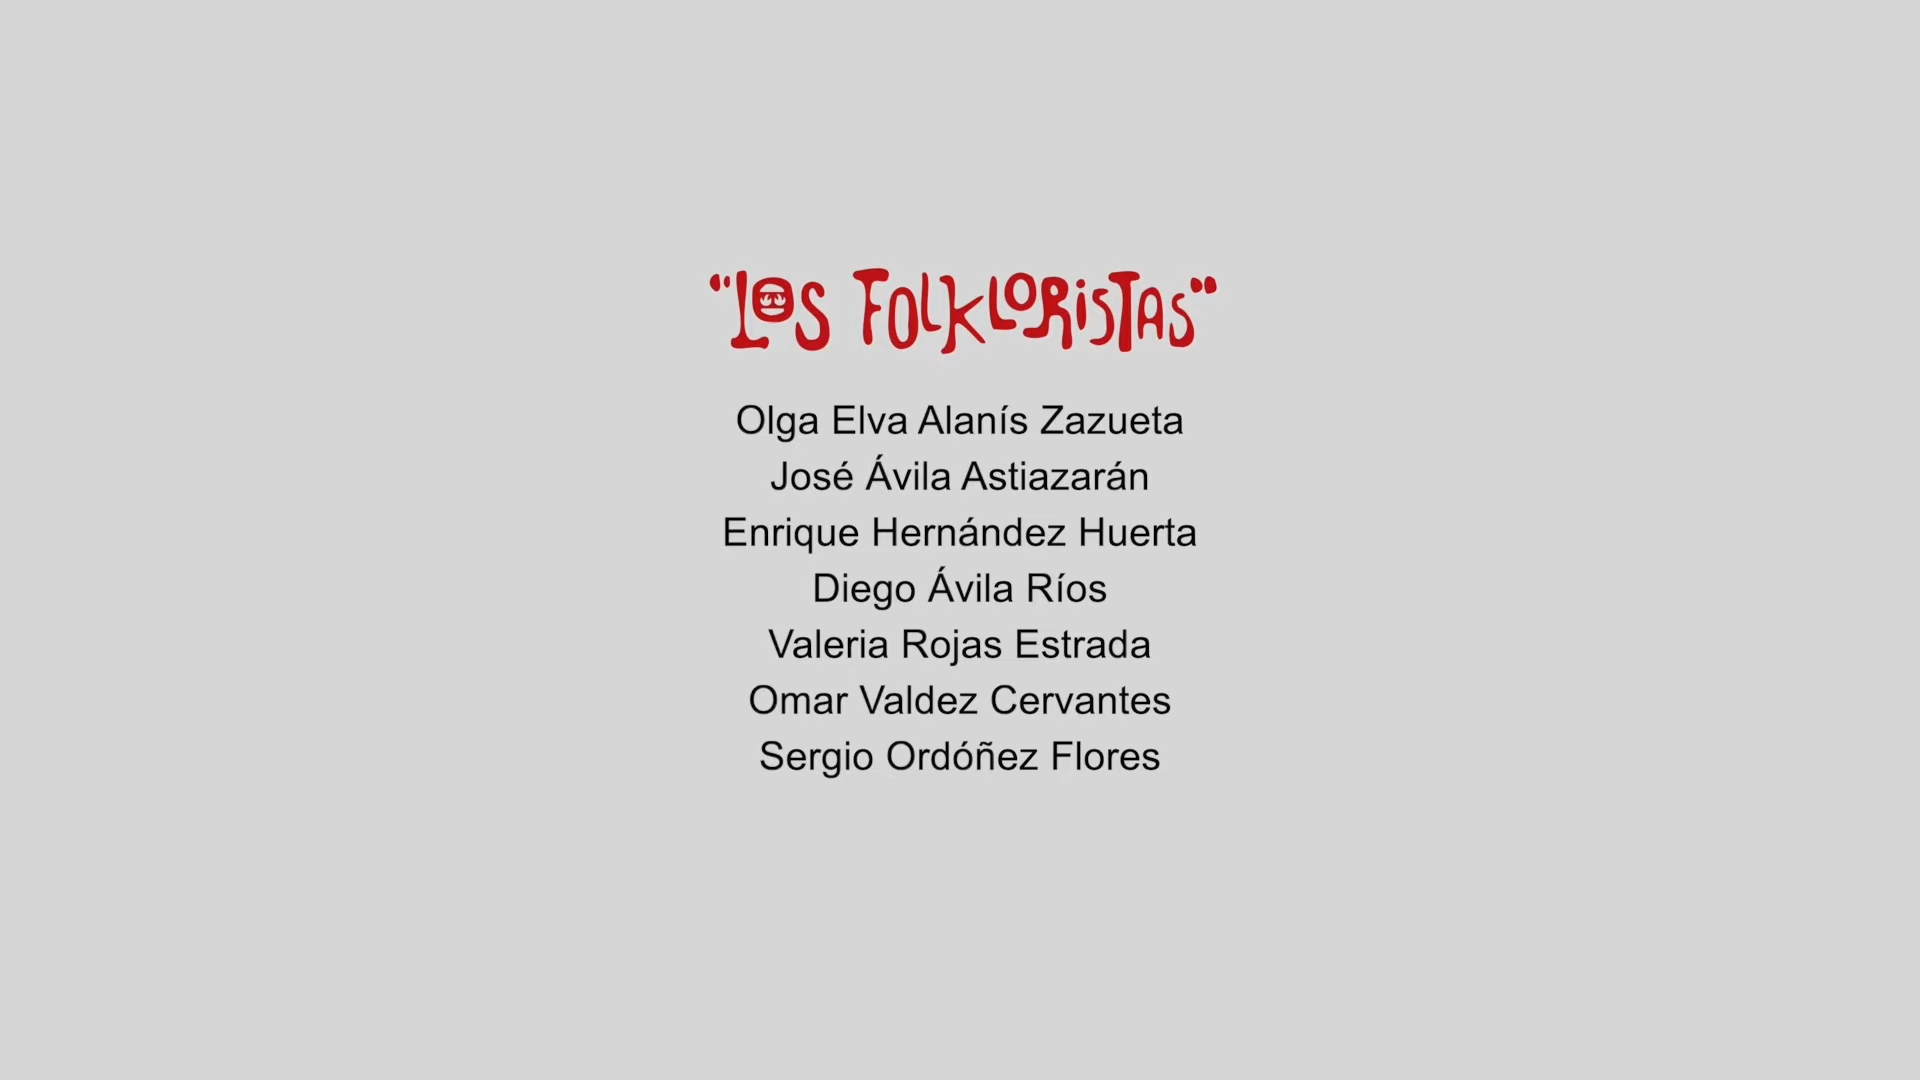 "Los Folkloristas"
Olga Elva Alanís Zazueta
José Ávila Astiazarán
Enrique Hernández Huerta
Diego Ávila Ríos
Valeria Rojas Estrada
Omar Valdez Cervantes
Sergio Ordóñez Flores